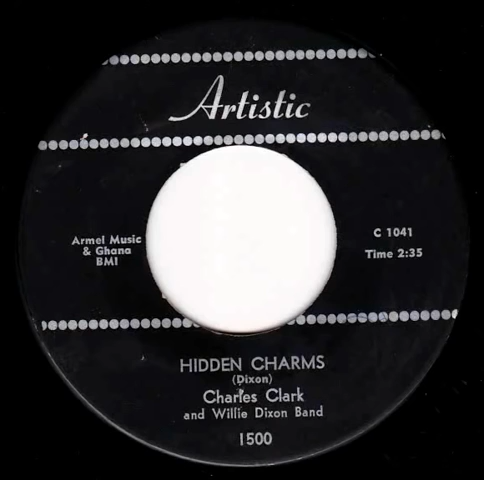 Artistic
Armel Music
& Ghana
BMI
C 1041
Time 2:35
HIDDEN CHARMS
(Dixon)
Charles Clark
and Willie Dixon Band
1500